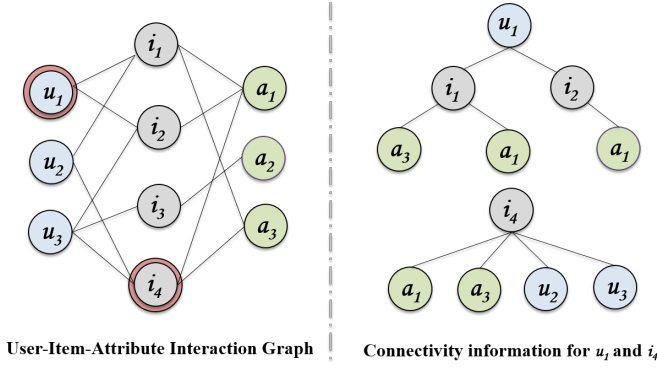 u1
u2
u3
i1
i2
i3
i4
a1
a2
a3
User-Item-Attribute Interaction Graph
u1
i1 i2
a3 a1 a1
i4
a1 a3 u2 u3
Connectivity information for u1 and i4